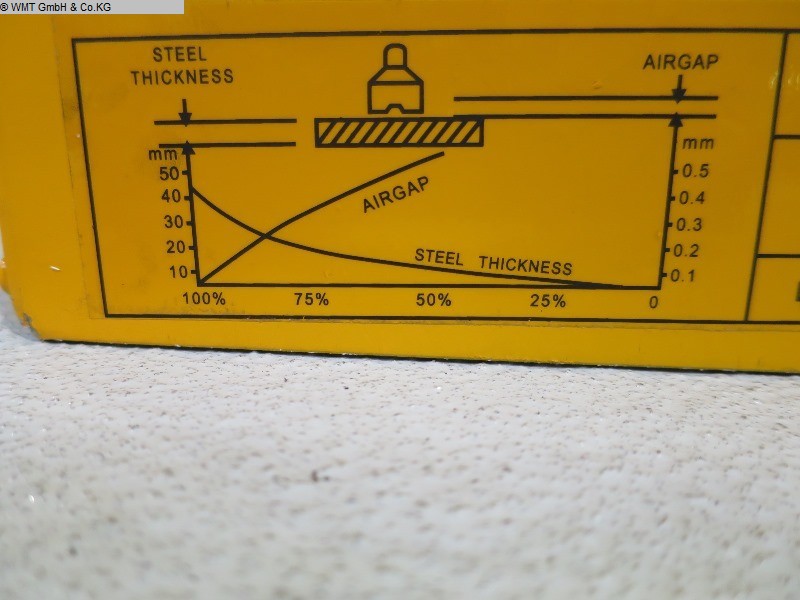 © WMT GmbH & Co.KG
STEEL
THICKNESS
AIRGAP
mm
mm
50
40
30
20
10
0.5
0.4
0.3
0.2
0.1
AIRGAP
STEEL THICKNESS
100% 75% 50% 25% 0